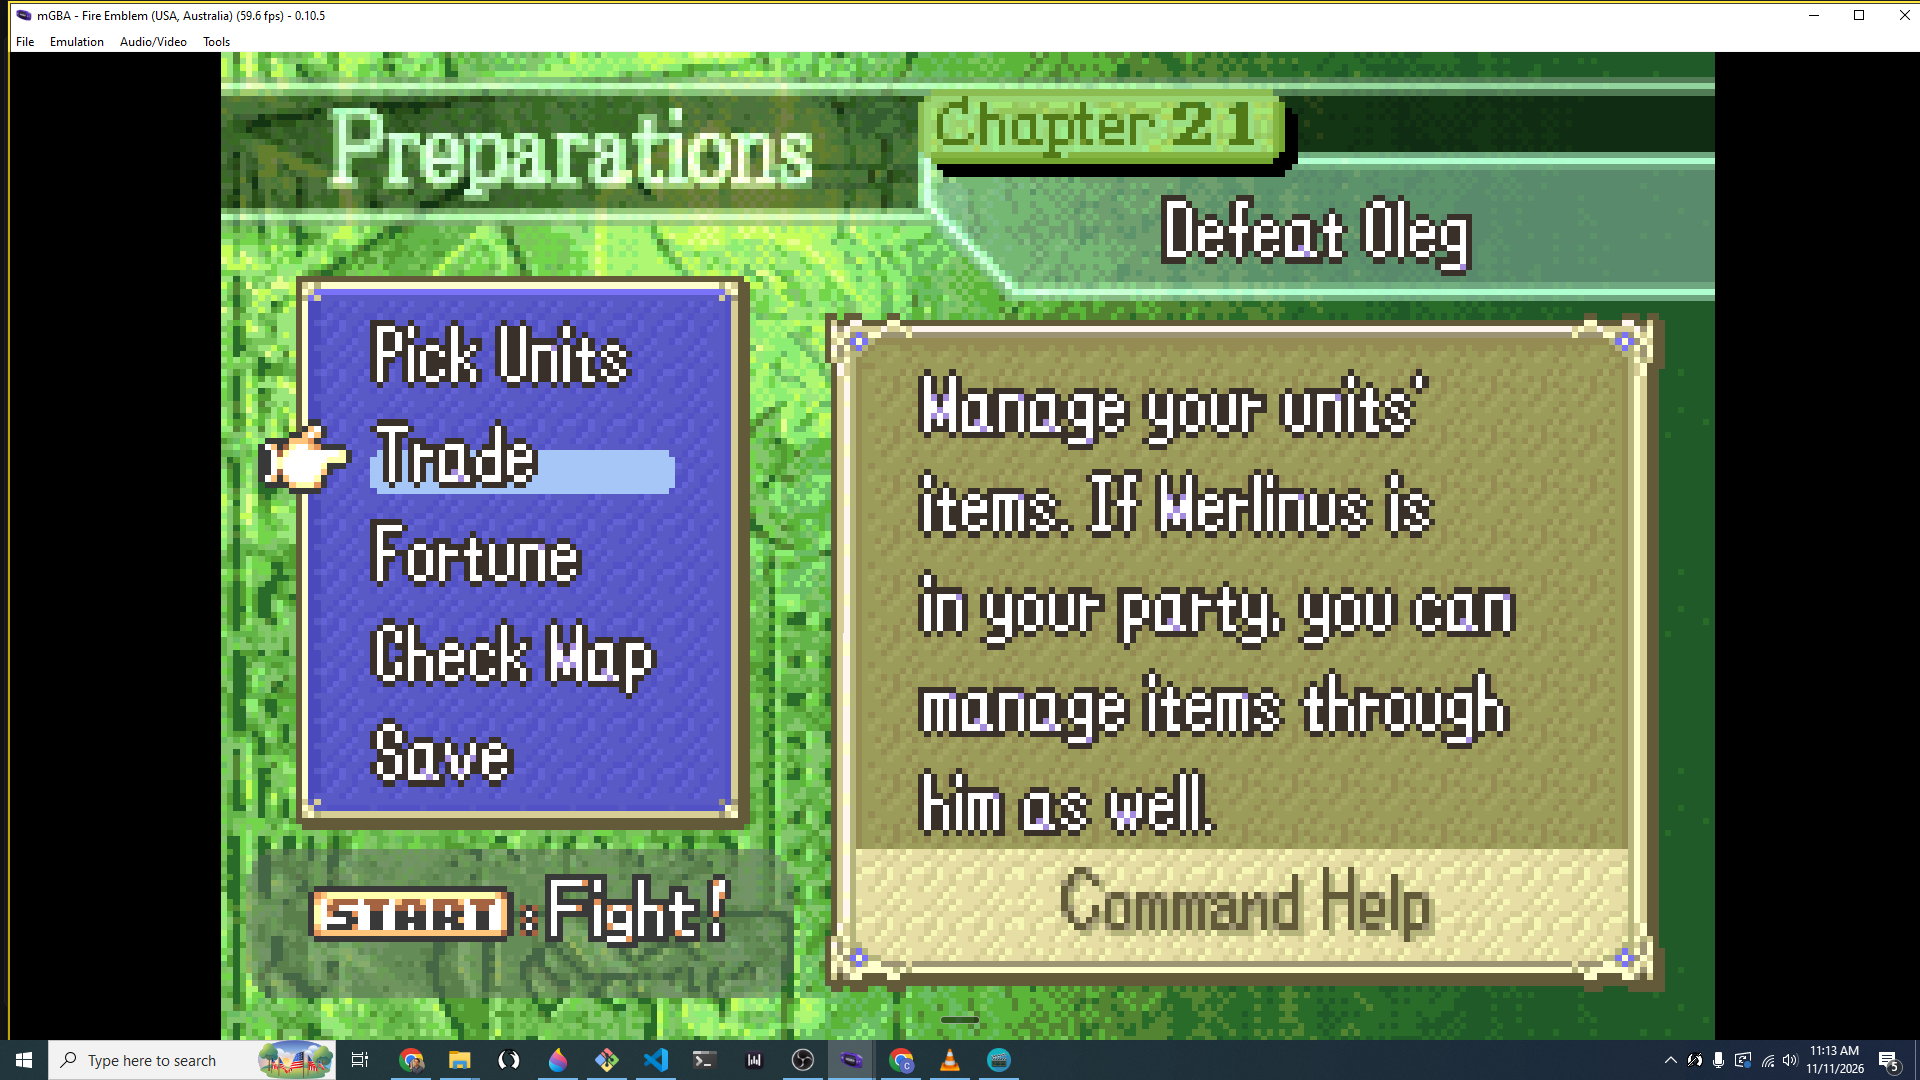 mGBA - Fire Emblem (USA, Australia) (59.6 fps) - 0.10.5
File Emulation Audio/Video Tools
Preparations
Chapter 21
Defeat Oleg
Pick Units
Trade
Fortune
Check Map
Save
START : Fight!
Manage your units'
items. If Merlinus is
in your party, you can
manage items through
him as well.
Command Help
Type here to search
11:13 AM
11/11/2026
5